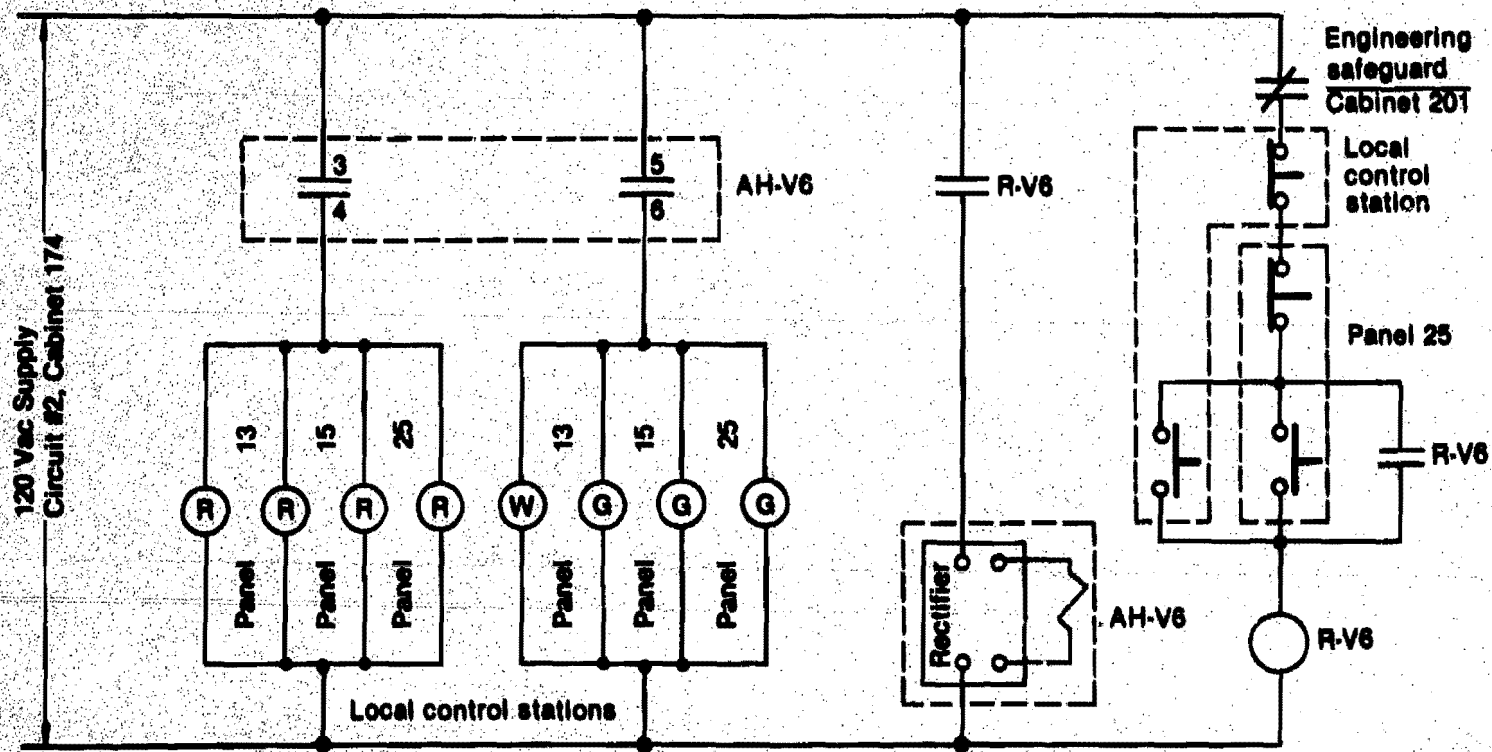 120 Vac Supply
Circuit #2, Cabinet 174
3
4
5
6
AH-V6
R-V6
Engineering
safeguard
Cabinet 201
Local
control
station
Panel 25
R-V6
R-V6
13
15
25
R
R
R
R
Panel
Panel
Panel
13
15
25
W
G
G
G
Panel
Panel
Panel
Rectifier
AH-V6
Local control stations